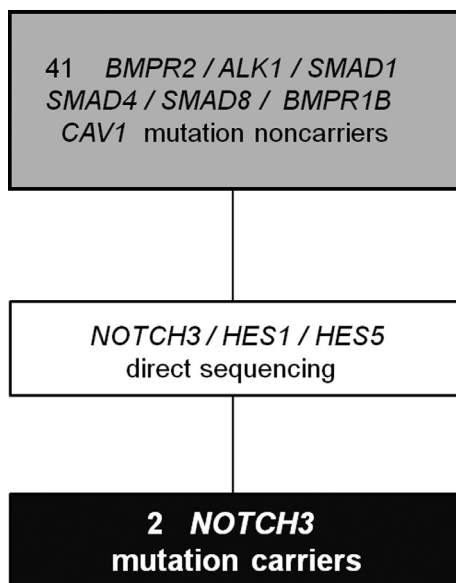 41 BMPR2 / ALK1 / SMAD1
SMAD4 / SMAD8 / BMPR1B
CAV1 mutation noncarriers
NOTCH3 / HES1 / HES5
direct sequencing
2 NOTCH3
mutation carriers